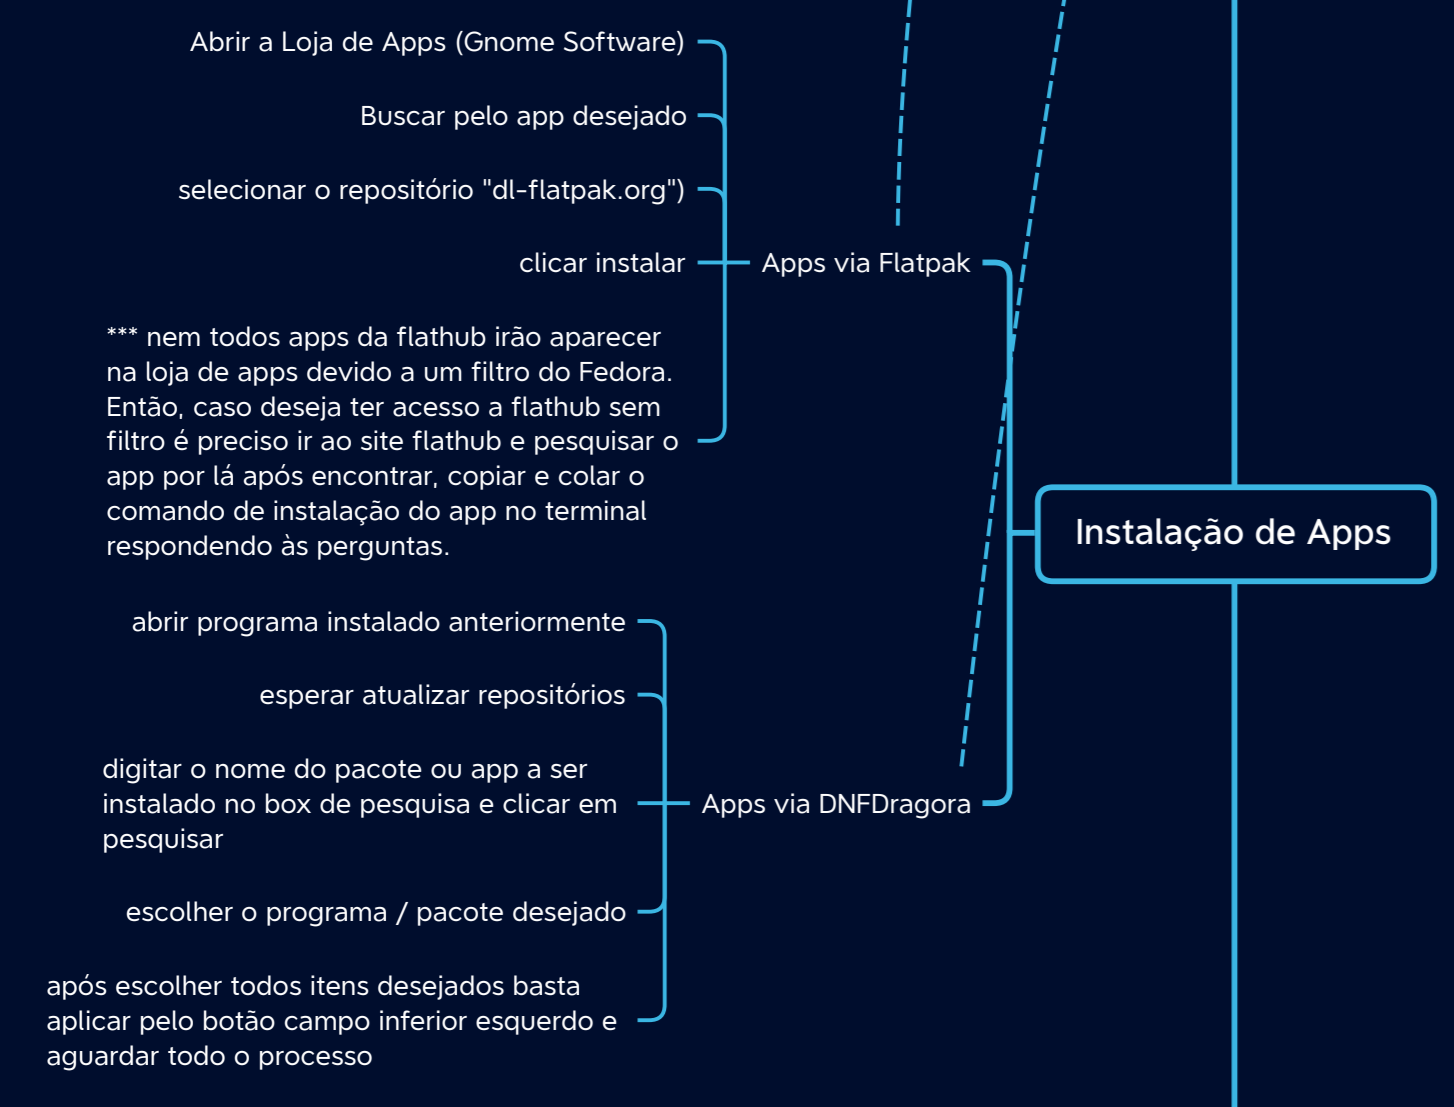 Abrir a Loja de Apps (Gnome Software)
Buscar pelo app desejado
selecionar o repositório "dl-flatpak.org")
clicar instalar
Apps via Flatpak
*** nem todos apps da flathub irão aparecer
na loja de apps devido a um filtro do Fedora.
Então, caso deseja ter acesso a flathub sem
filtro é preciso ir ao site flathub e pesquisar o
app por lá após encontrar, copiar e colar o
comando de instalação do app no terminal
respondendo às perguntas.
Instalação de Apps
abrir programa instalado anteriormente
esperar atualizar repositórios
digitar o nome do pacote ou app a ser
instalado no box de pesquisa e clicar em
pesquisar
Apps via DNFDragora
escolher o programa / pacote desejado
após escolher todos itens desejados basta
aplicar pelo botão campo inferior esquerdo e
aguardar todo o processo